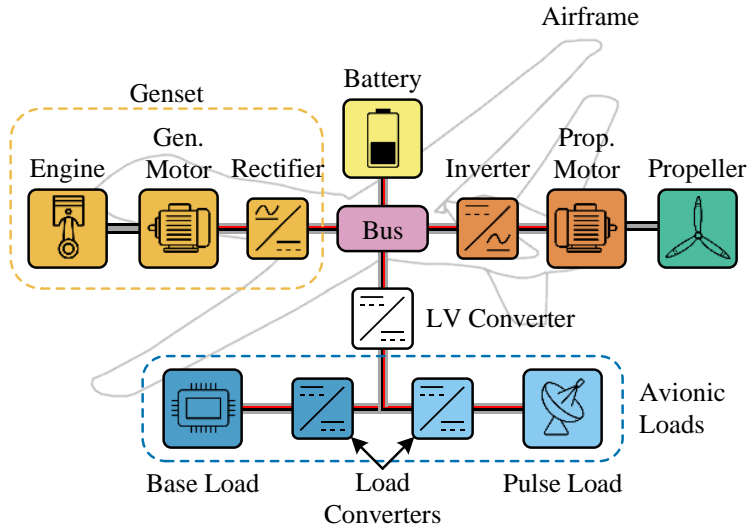 Airframe
Battery
Genset
Gen.
Motor
Prop.
Motor
Engine
Rectifier
Inverter
Propeller
Bus
LV Converter
Avionic
Loads
Base Load
Load
Converters
Pulse Load